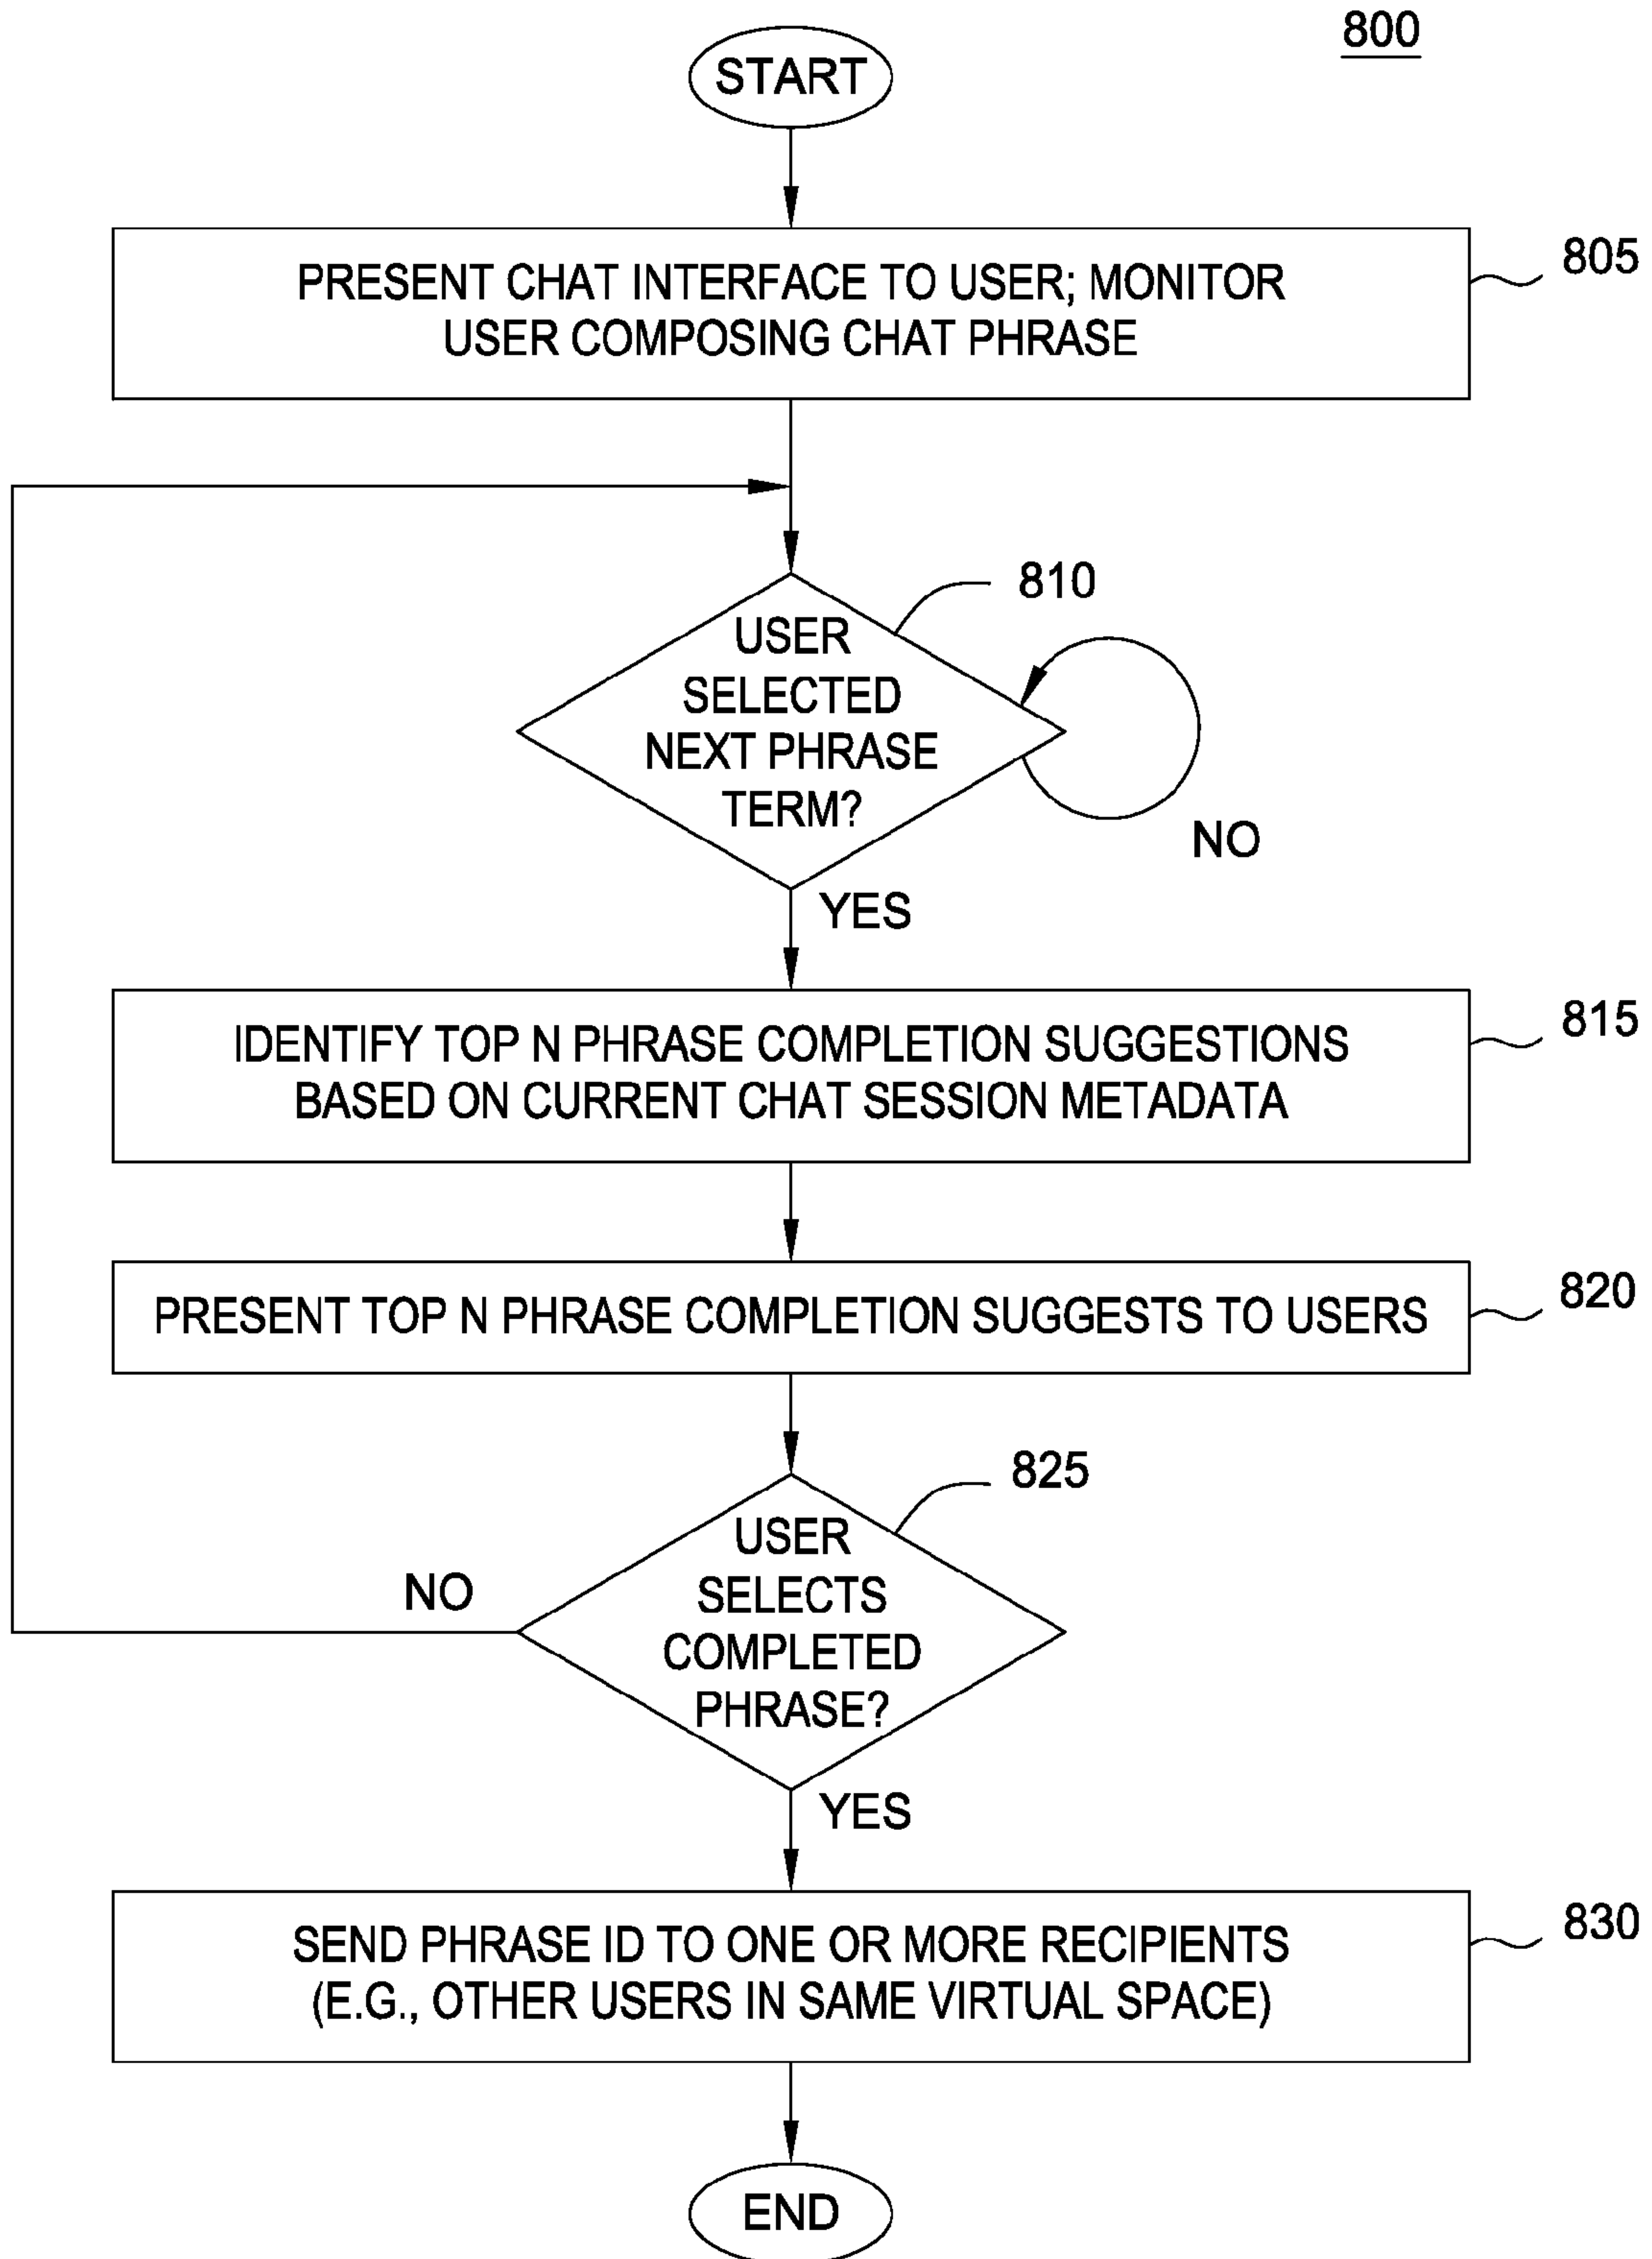 800
START
PRESENT CHAT INTERFACE TO USER; MONITOR
USER COMPOSING CHAT PHRASE
805
810
USER
SELECTED
NEXT PHRASE
TERM?
NO
YES
IDENTIFY TOP N PHRASE COMPLETION SUGGESTIONS
BASED ON CURRENT CHAT SESSION METADATA
815
PRESENT TOP N PHRASE COMPLETION SUGGESTS TO USERS
820
825
USER
SELECTS
COMPLETED
PHRASE?
NO
YES
SEND PHRASE ID TO ONE OR MORE RECIPIENTS
(E.G., OTHER USERS IN SAME VIRTUAL SPACE)
830
END